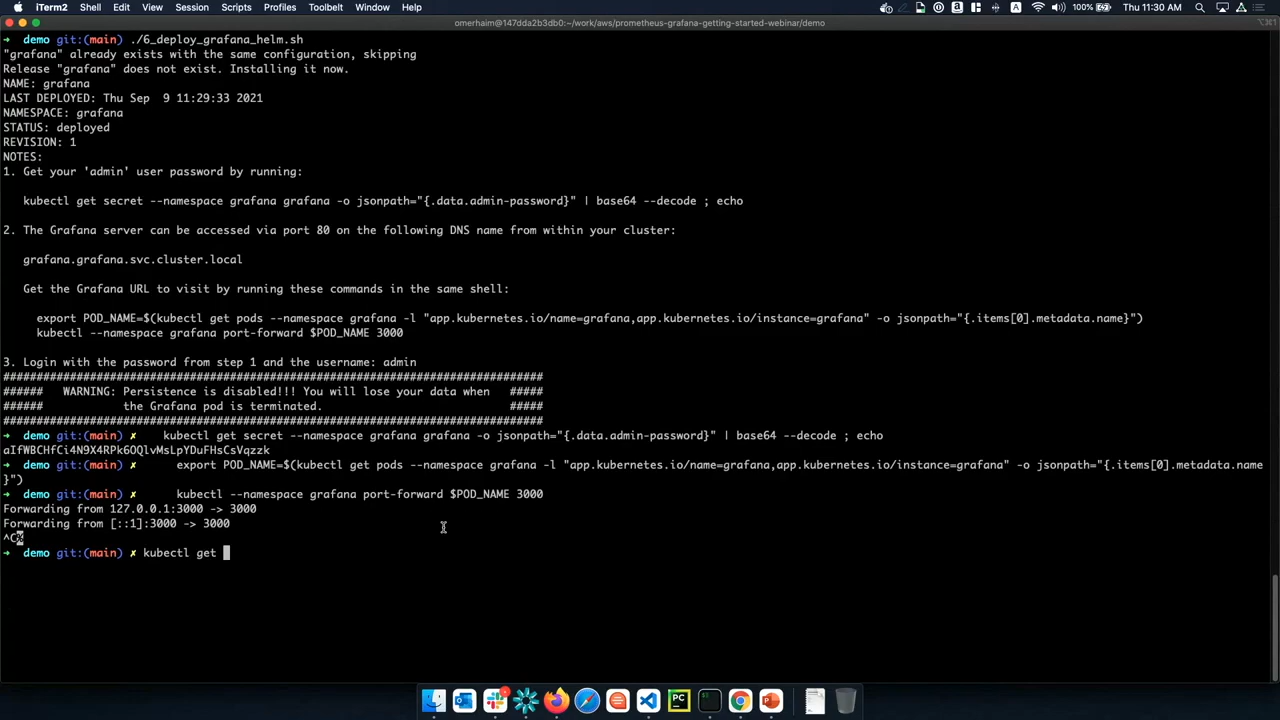 iTerm2 Shell Edit View Session Scripts Profiles Toolbelt Window Help 100% Thu Sep 9 11:30 AM
omerhaim@147dda2b3db0:~/work/aws/prometheus-grafana-getting-started-webinar/demo
➜ demo git:(main) ./6_deploy_grafana_helm.sh
"grafana" already exists with the same configuration, skipping
Release "grafana" does not exist. Installing it now.
NAME: grafana
LAST DEPLOYED: Thu Sep  9 11:29:33 2021
NAMESPACE: grafana
STATUS: deployed
REVISION: 1
NOTES:
1. Get your 'admin' user password by running:
kubectl get secret --namespace grafana grafana -o jsonpath="{.data.admin-password}" | base64 --decode ; echo
2. The Grafana server can be accessed via port 80 on the following DNS name from within your cluster:
grafana.grafana.svc.cluster.local
Get the Grafana URL to visit by running these commands in the same shell:
export POD_NAME=$(kubectl get pods --namespace grafana -l "app.kubernetes.io/name=grafana,app.kubernetes.io/instance=grafana" -o jsonpath="{.items[0].metadata.name}")
kubectl --namespace grafana port-forward $POD_NAME 3000
3. Login with the password from step 1 and the username: admin
#################################################################################
######   WARNING: Persistence is disabled!!! You will lose your data when   #####
######            the Grafana pod is terminated.                            #####
#################################################################################
➜ demo git:(main) ✗ kubectl get secret --namespace grafana grafana -o jsonpath="{.data.admin-password}" | base64 --decode ; echo
aIfWBCHfCi4N9X4RPk6OQlvMsLpYDuFHsCsVqzzk
➜ demo git:(main) ✗ export POD_NAME=$(kubectl get pods --namespace grafana -l "app.kubernetes.io/name=grafana,app.kubernetes.io/instance=grafana" -o jsonpath="{.items[0].metadata.name
}")
➜ demo git:(main) ✗ kubectl --namespace grafana port-forward $POD_NAME 3000
Forwarding from 127.0.0.1:3000 -> 3000
Forwarding from [::1]:3000 -> 3000
^C%
➜ demo git:(main) ✗ kubectl get